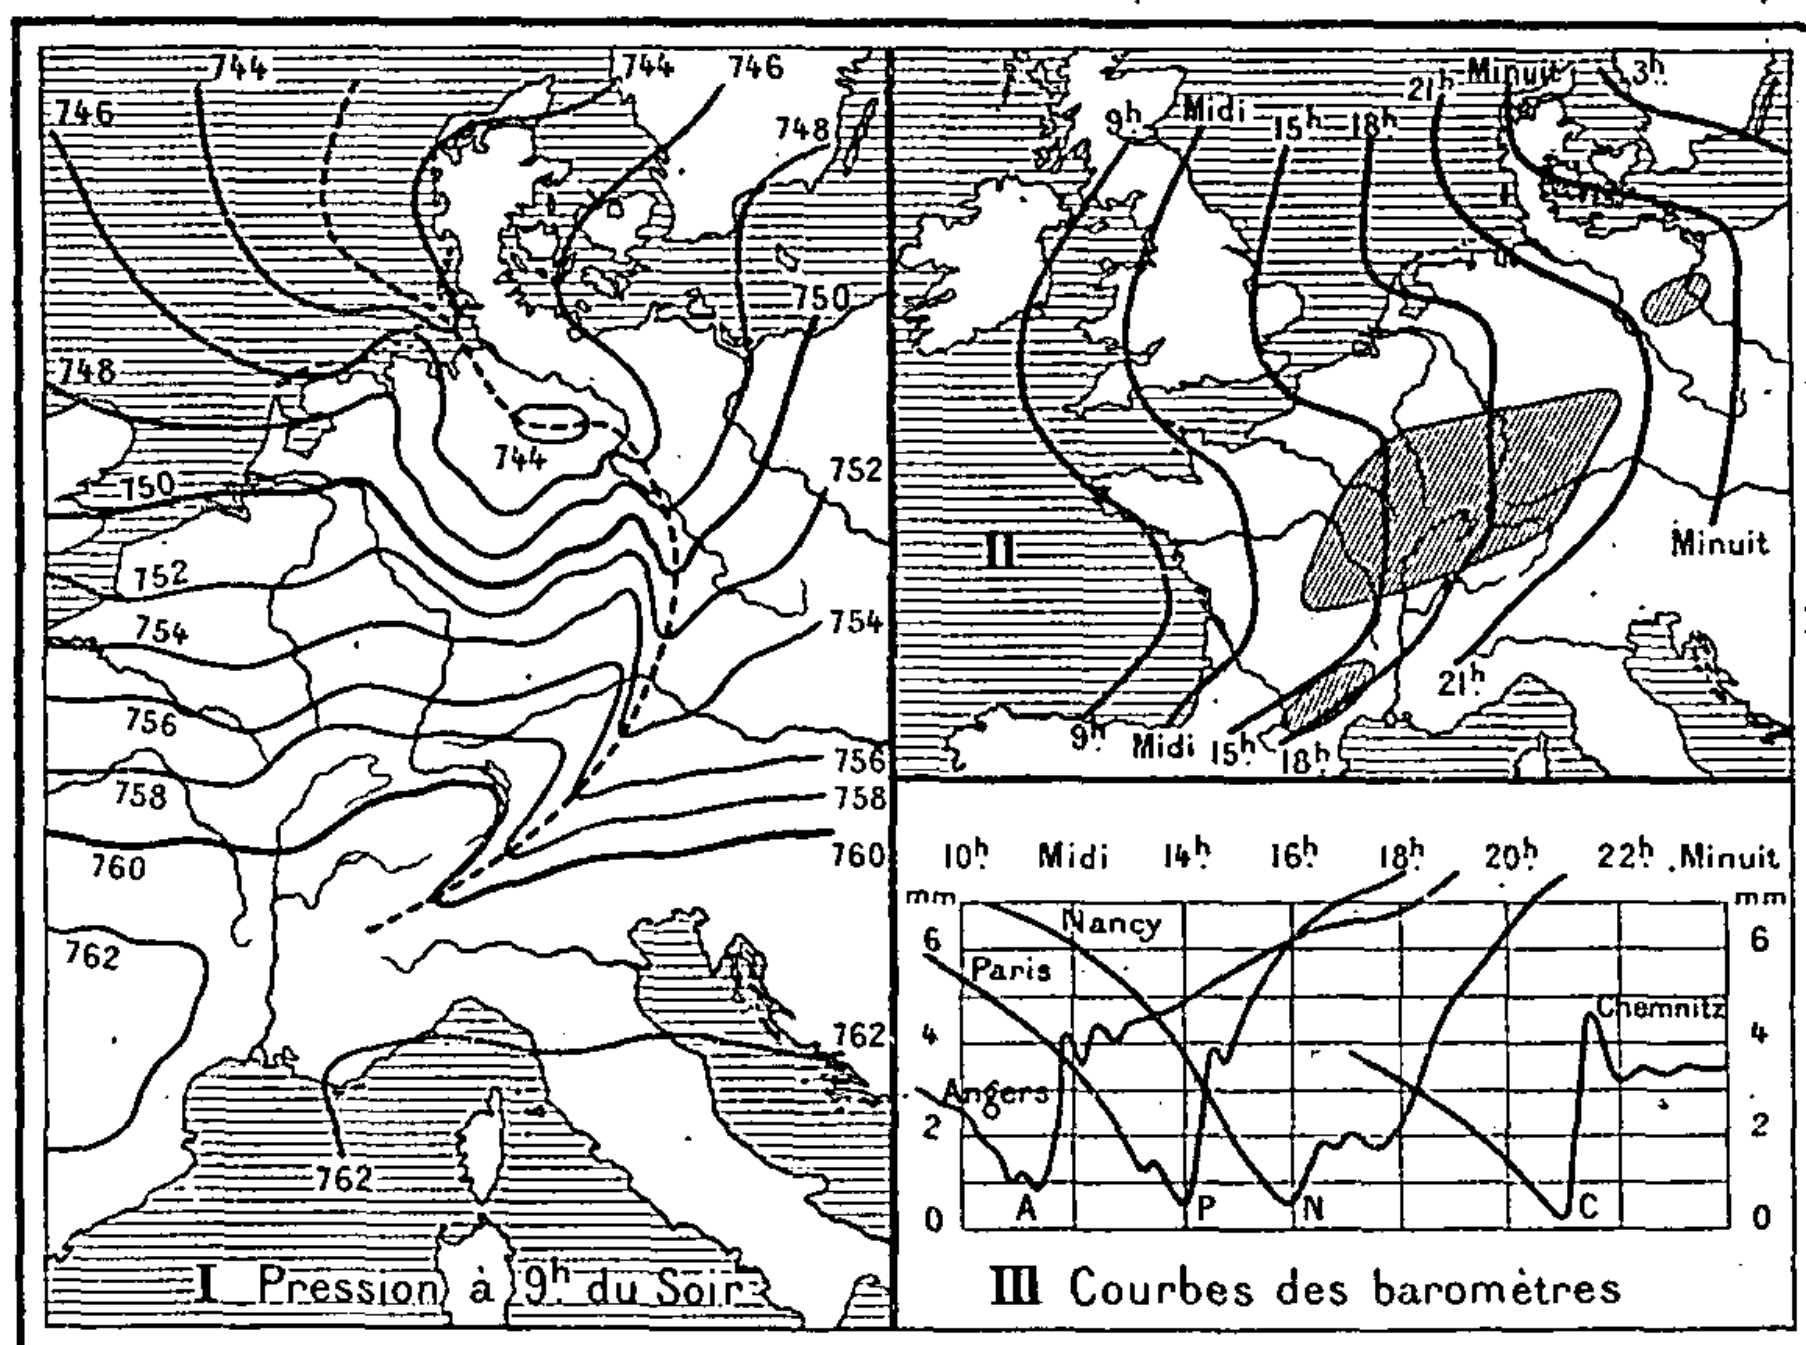 744
744 746
746
748
750
748
744
750
752
752
754
754
756
756
758
758
760
760
762
762
762
I Pression à 9h du Soir
9h Midi 15h 18h 21h Minuit 3h
II
Minuit
21h
9h Midi 15h 18h
10h Midi 14h 16h 18h 20h 22h Minuit
mm mm
Nancy
6 6
Paris
Chemnitz
4 4
Angers
2 2
A P N C
0 0
III Courbes des baromètres